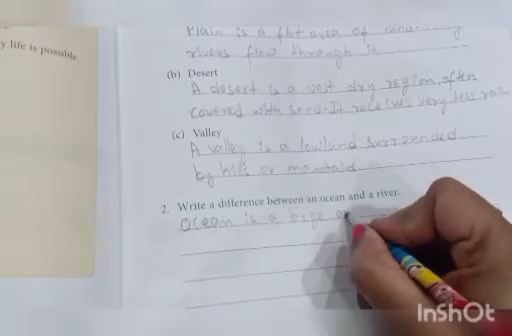 y life is possible
Plain is a flat area of land.
rivers flow through it
(b) Desert
A desert is a vast dry region, often
covered with sand. It receives very less rain
(c) Valley
A valley is a lowland surrounded
by hills or mountains
2. Write a difference between an ocean and a river.
Ocean is a
InShOt